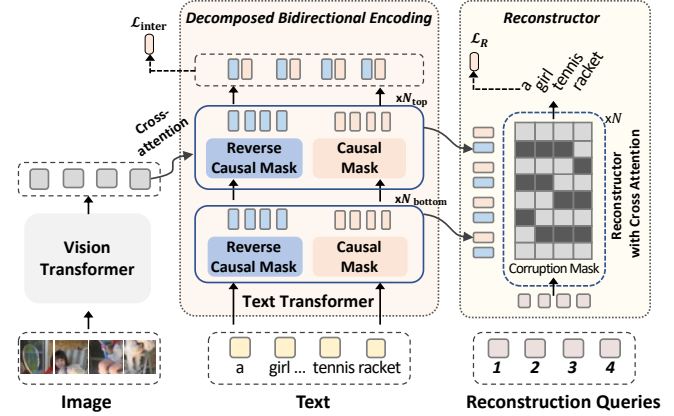 Decomposed Bidirectional Encoding
Reconstructor
ℒinter
ℒR
a
girl
tennis
racket
xNtop
xN
Cross-
attention
Reverse
Causal Mask
Causal
Mask
Reconstructor
with Cross Attention
xNbottom
Vision
Transformer
Reverse
Causal Mask
Causal
Mask
Corruption Mask
Text Transformer
a
girl ...
tennis
racket
1
2
3
4
Image
Text
Reconstruction Queries